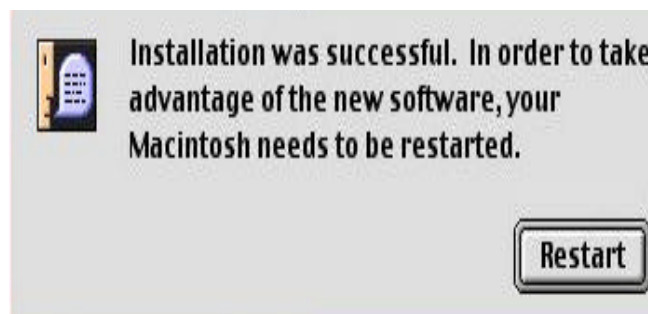 Installation was successful. In order to take
advantage of the new software, your
Macintosh needs to be restarted.
Restart